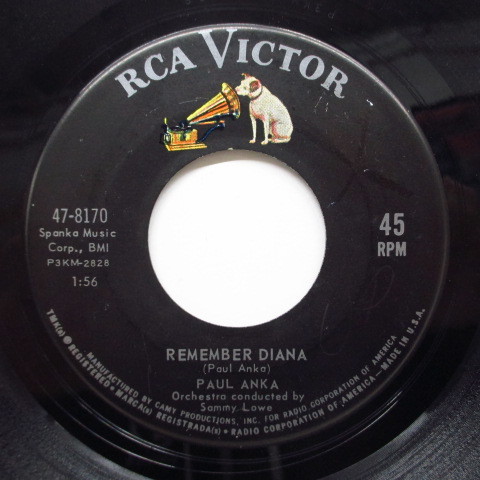 RCA VICTOR
47-8170
Spanka Music
Corp., BMI
P3KM-2828
1:56
45
RPM
REMEMBER DIANA
(Paul Anka)
PAUL ANKA
Orchestra conducted by
Sammy Lowe
TMK(s) ® REGISTERED • MARCA(s) REGISTRADA(s) • RADIO CORPORATION OF AMERICA—MADE IN U.S.A.
MANUFACTURED BY CAMY PRODUCTIONS, INC. FOR RADIO CORPORATION OF AMERICA